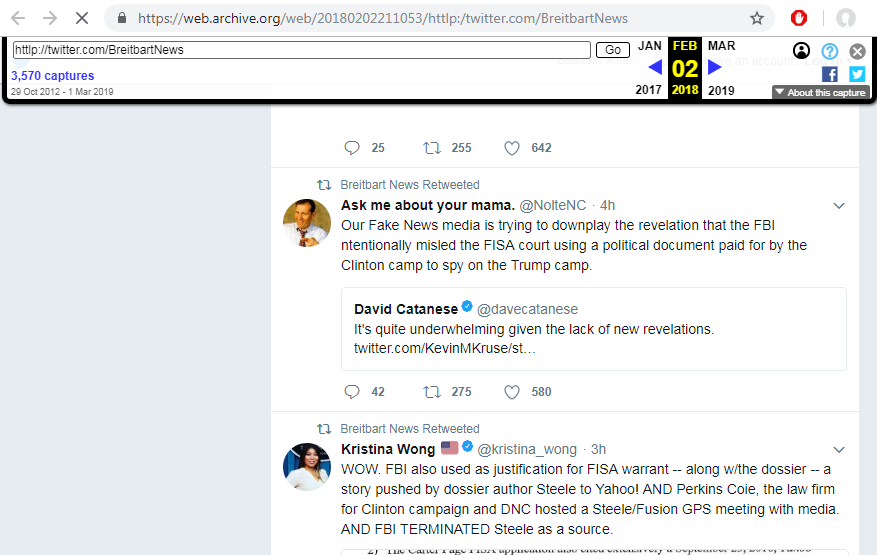 https://web.archive.org/web/20180202211053/http:/twitter.com/BreitbartNews
http://twitter.com/BreitbartNews Go JAN FEB MAR
3,570 captures 02
29 Oct 2012 - 1 Mar 2019 2017 2018 2019 About this capture
25 255 642
Breitbart News Retweeted
Ask me about your mama. @NolteNC · 4h
Our Fake News media is trying to downplay the revelation that the FBI
ntentionally misled the FISA court using a political document paid for by the
Clinton camp to spy on the Trump camp.
David Catanese @davecatanese
It's quite underwhelming given the lack of new revelations.
twitter.com/KevinMKruse/st…
42 275 580
Breitbart News Retweeted
Kristina Wong @kristina_wong · 3h
WOW. FBI also used as justification for FISA warrant -- along w/the dossier -- a
story pushed by dossier author Steele to Yahoo! AND Perkins Coie, the law firm
for Clinton campaign and DNC hosted a Steele/Fusion GPS meeting with media.
AND FBI TERMINATED Steele as a source.
2) The Carter Page FISA application also cited extensively a September 23, 2016, Yahoo